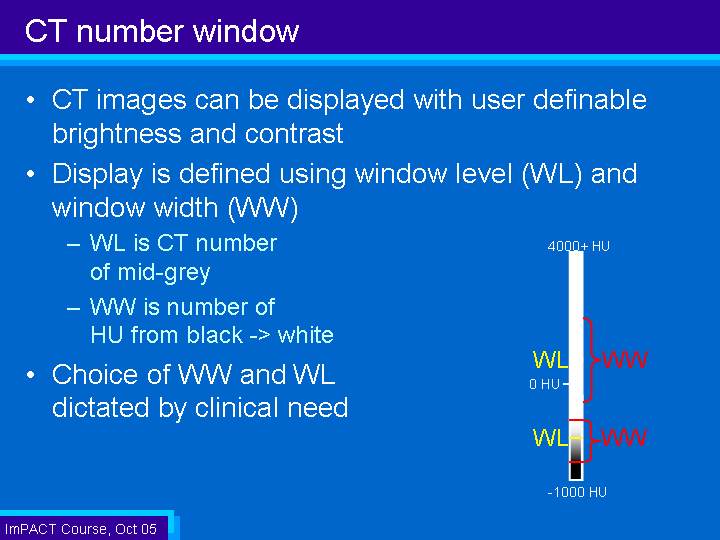 CT number window
• CT images can be displayed with user definable
brightness and contrast
• Display is defined using window level (WL) and
window width (WW)
– WL is CT number
of mid-grey
– WW is number of
HU from black -> white
• Choice of WW and WL
dictated by clinical need
4000+ HU
WL WW
0 HU
WL WW
-1000 HU
ImPACT Course, Oct 05